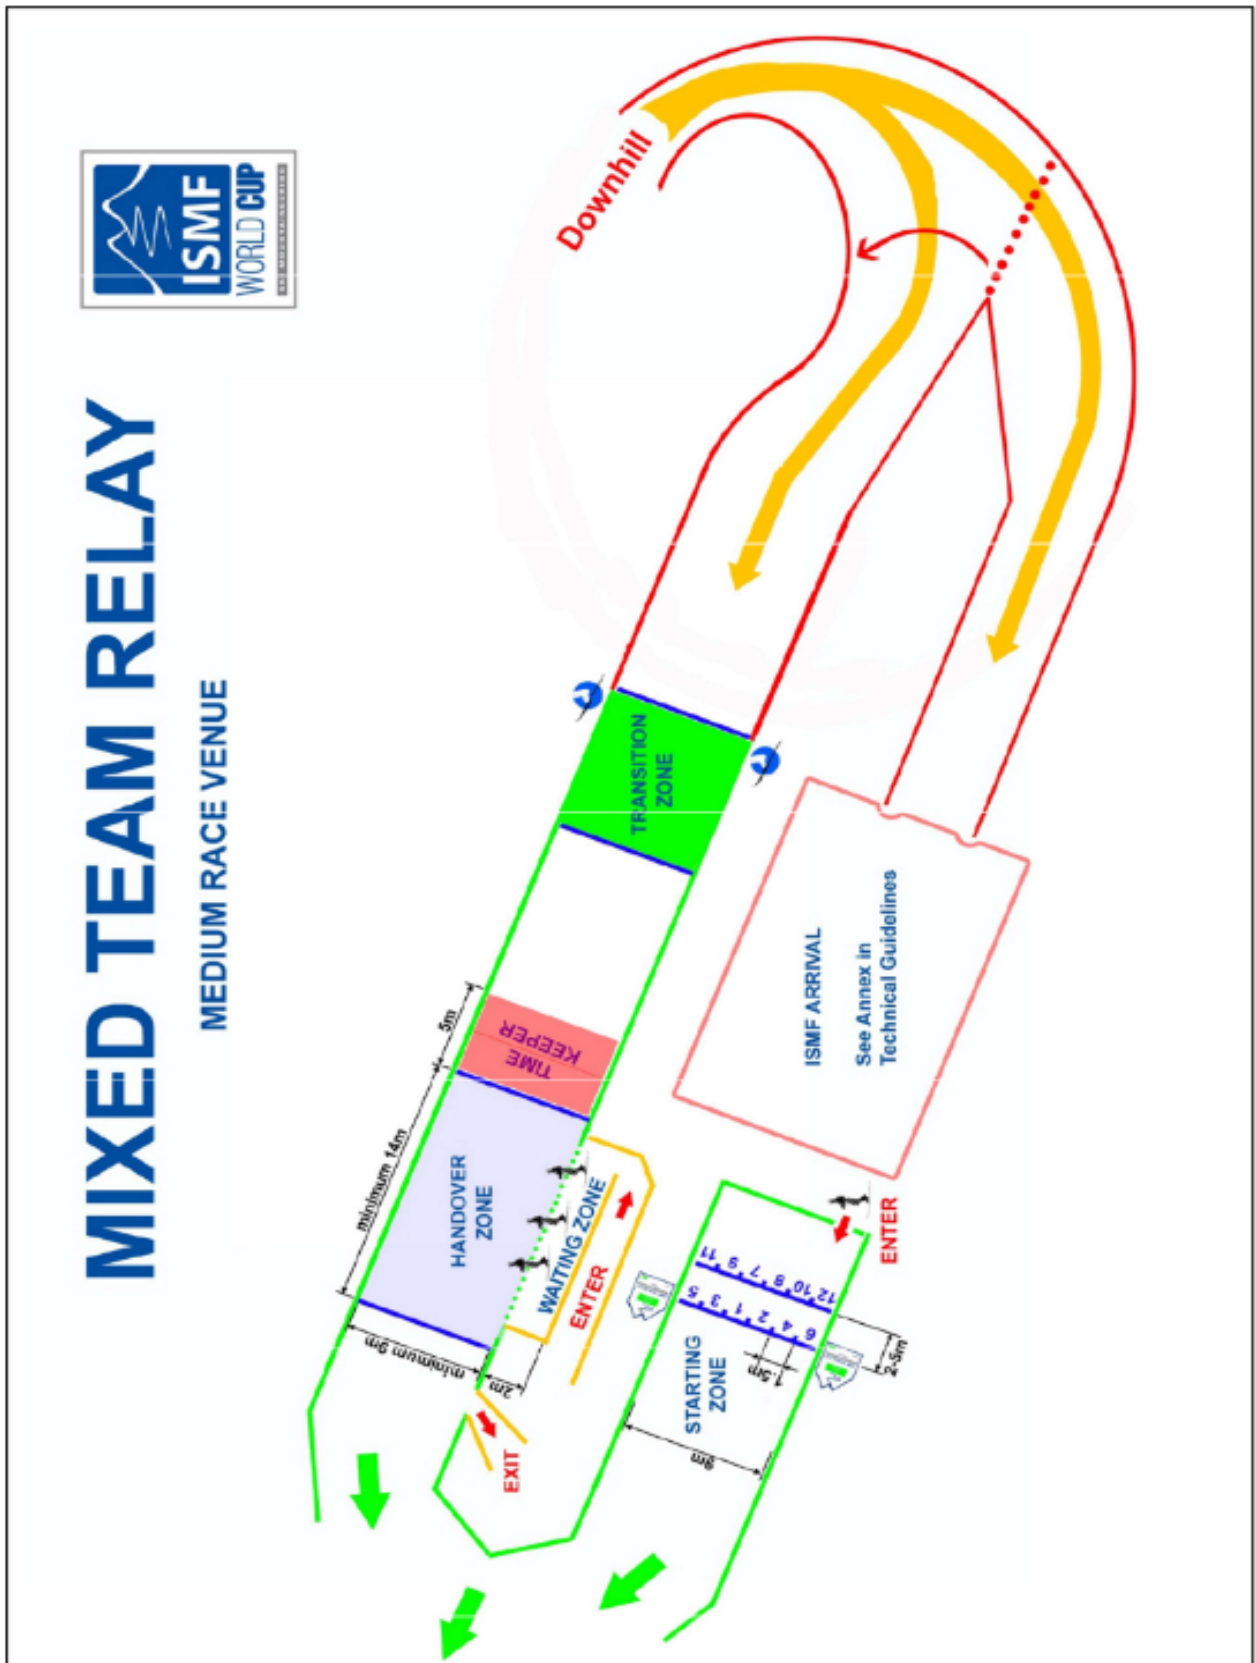 MIXED TEAM RELAY
MEDIUM RACE VENUE
ISMF
WORLD CUP
SKI MOUNTAINEERING
Downhill
TRANSITION
ZONE
5m
TIME
KEEPER
minimum 14m
HANDOVER
ZONE
WAITING ZONE
ENTER
minimum 9m
2m
EXIT
ISMF ARRIVAL
See Annex in
Technical Guidelines
ENTER
11 9 7 8 10 12
5 3 1 2 4 6
STARTING
ZONE
1.5m
2-5m
9m